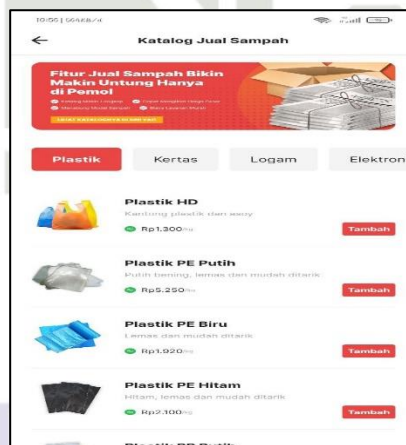 Katalog Jual Sampah
Fitur Jual Sampah Bikin
Makin Untung Hanya
di Pemol
Plastik Kertas Logam Elektron
Plastik HD
Kantong plastik dan
Rp1.300
Tambah
Plastik PE Putih
Putih bening, lemas dan mudah ditarik
Rp5.250
Tambah
Plastik PE Biru
Lemas dan mudah ditarik
Rp1.920
Tambah
Plastik PE Hitam
Hitam, lemas dan mudah ditarik
Rp2.100
Tambah